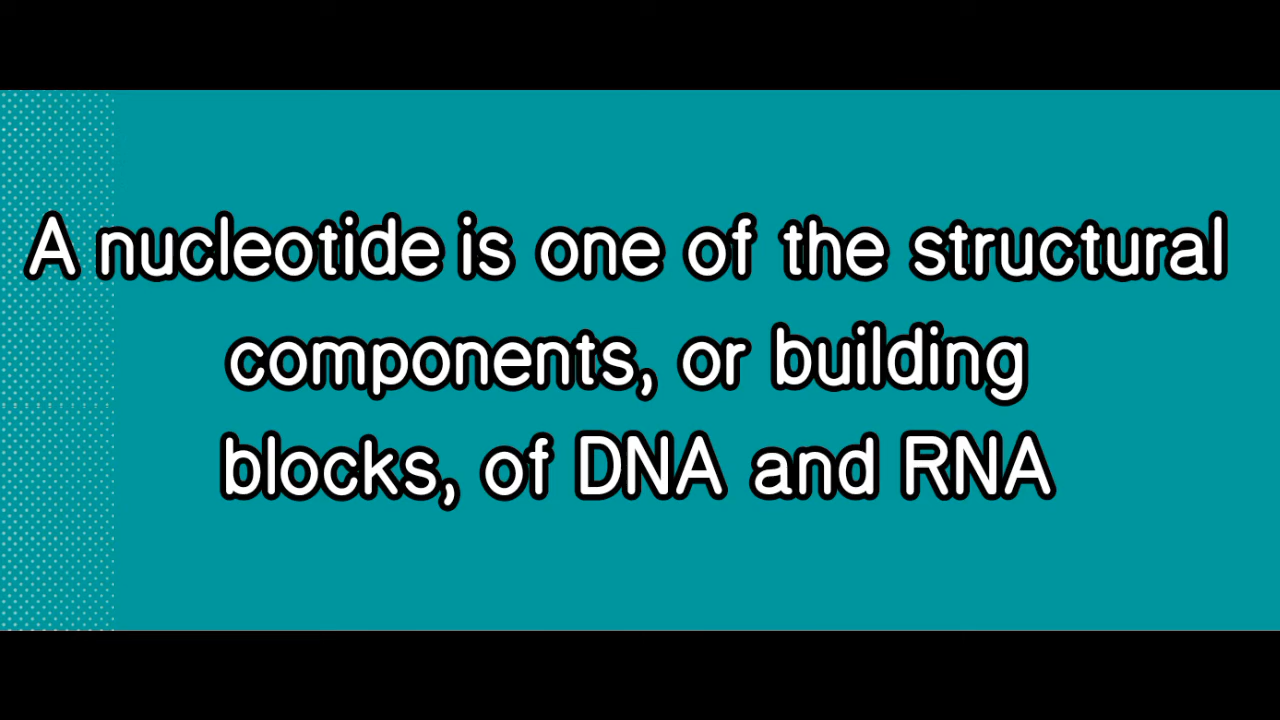 A nucleotide is one of the structural
components, or building
blocks, of DNA and RNA